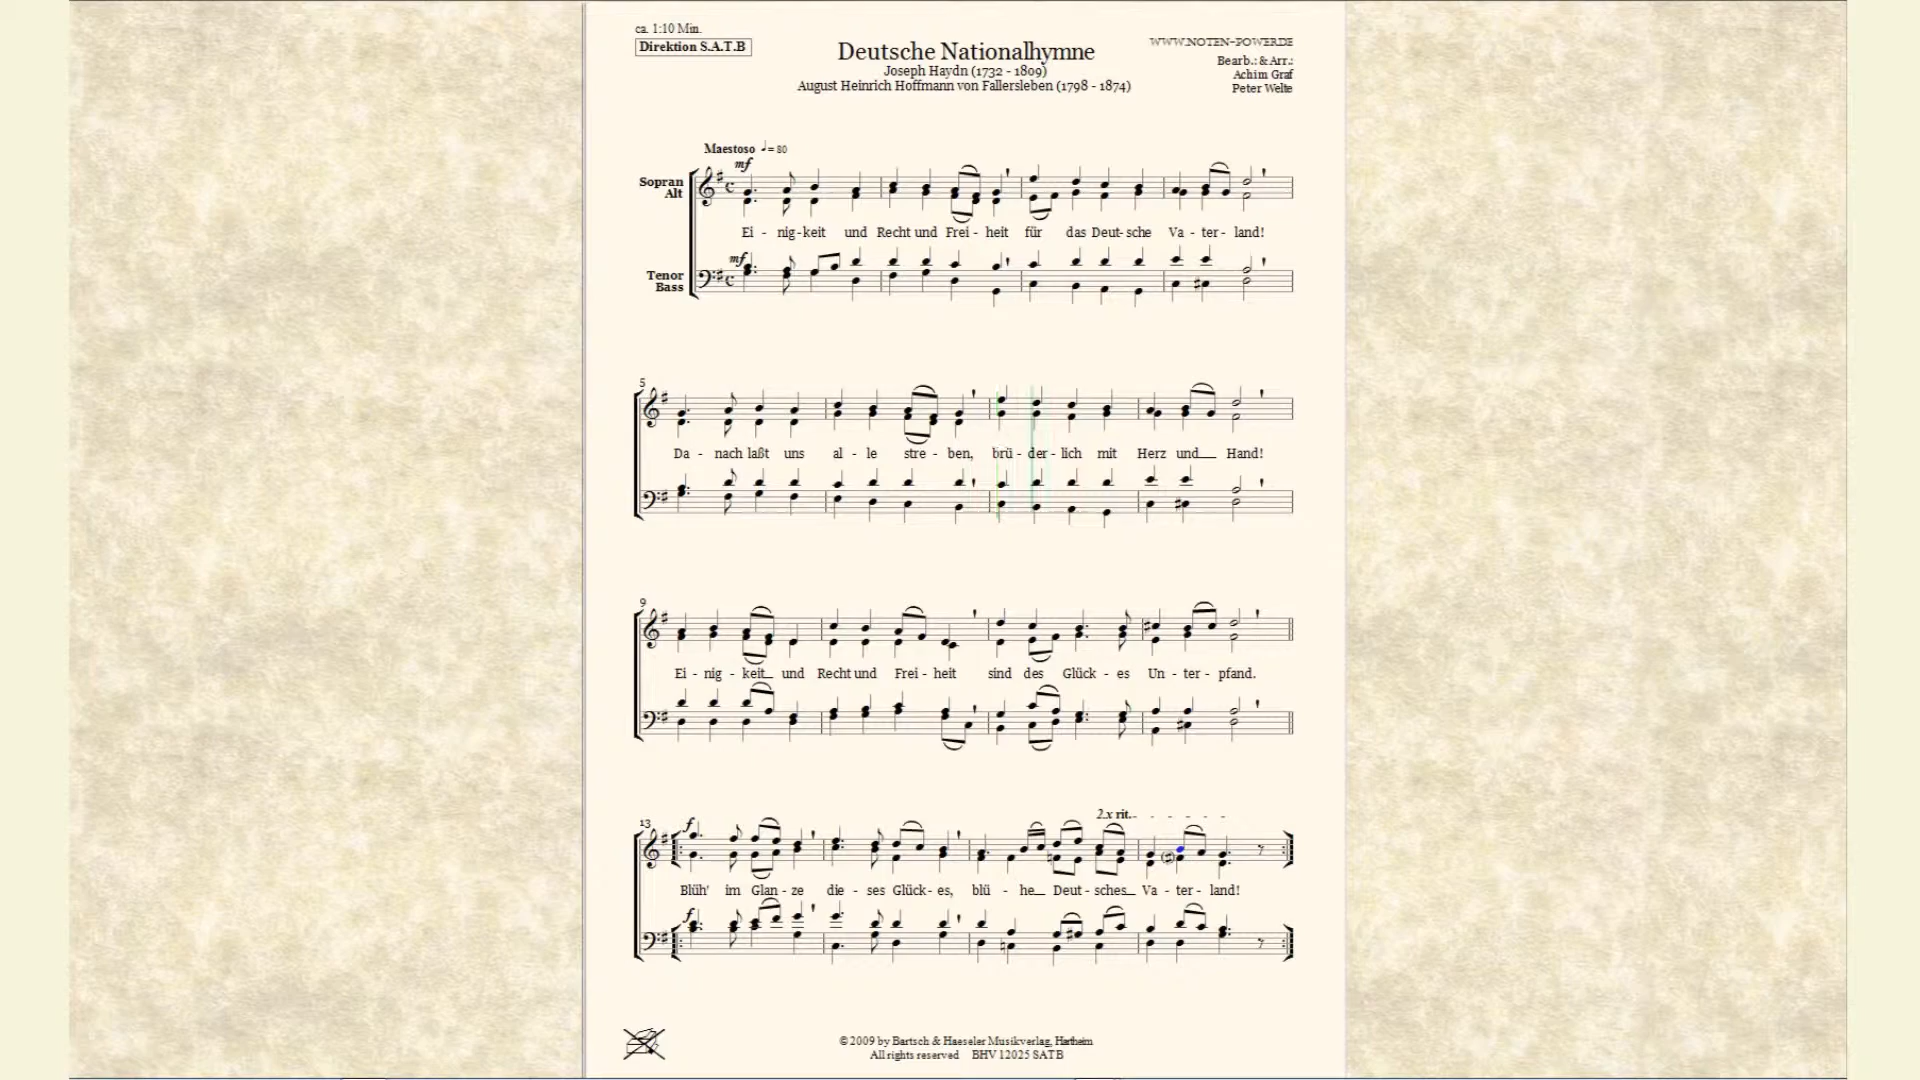 ca. 1:10 Min.
Direktion S.A.T.B
Deutsche Nationalhymne
Joseph Haydn (1732 - 1809)
August Heinrich Hoffmann von Fallersleben (1798 - 1874)
WWW.NOTEN-POWER.DE
Bearb.: & Arr.:
Achim Graf
Peter Welte
Maestoso ♩= 80
mf
Sopran
Alt
Ei - nig-keit und Recht und Frei - heit für das Deut-sche Va - ter - land!
mf
Tenor
Bass
5
Da - nach laßt uns al - le stre - ben, brü - der - lich mit Herz und__ Hand!
9
Ei - nig - keit__ und Recht und Frei - heit sind des Glück - es Un - ter - pfand.
2.x rit. - - - - -
13
f
Blüh' im Glan - ze die - ses Glück - es, blü - he__ Deut - sches__ Va - ter - land!
f
© 2009 by Bartsch & Haeseler Musikverlag, Hartheim
All rights reserved BHV 12025 SATB